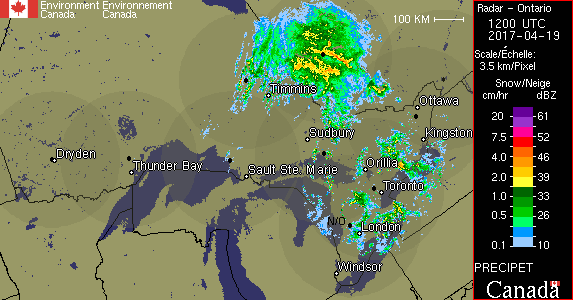 Environment Environnement
Canada Canada
100 KM
Timmins
Ottawa
Sudbury
Kingston
Dryden
Thunder Bay
Sault Ste. Marie
Orillia
Toronto
N/O
London
Windsor
Radar - Ontario
1200 UTC
2017-04-19
Scale/Échelle:
3.5 km/Pixel
Snow/Neige
cm/hr dBZ
20 61
7.5 52
4.0 46
2.0 39
1.0 33
0.5 26
0.1 10
PRECIPET
Canada